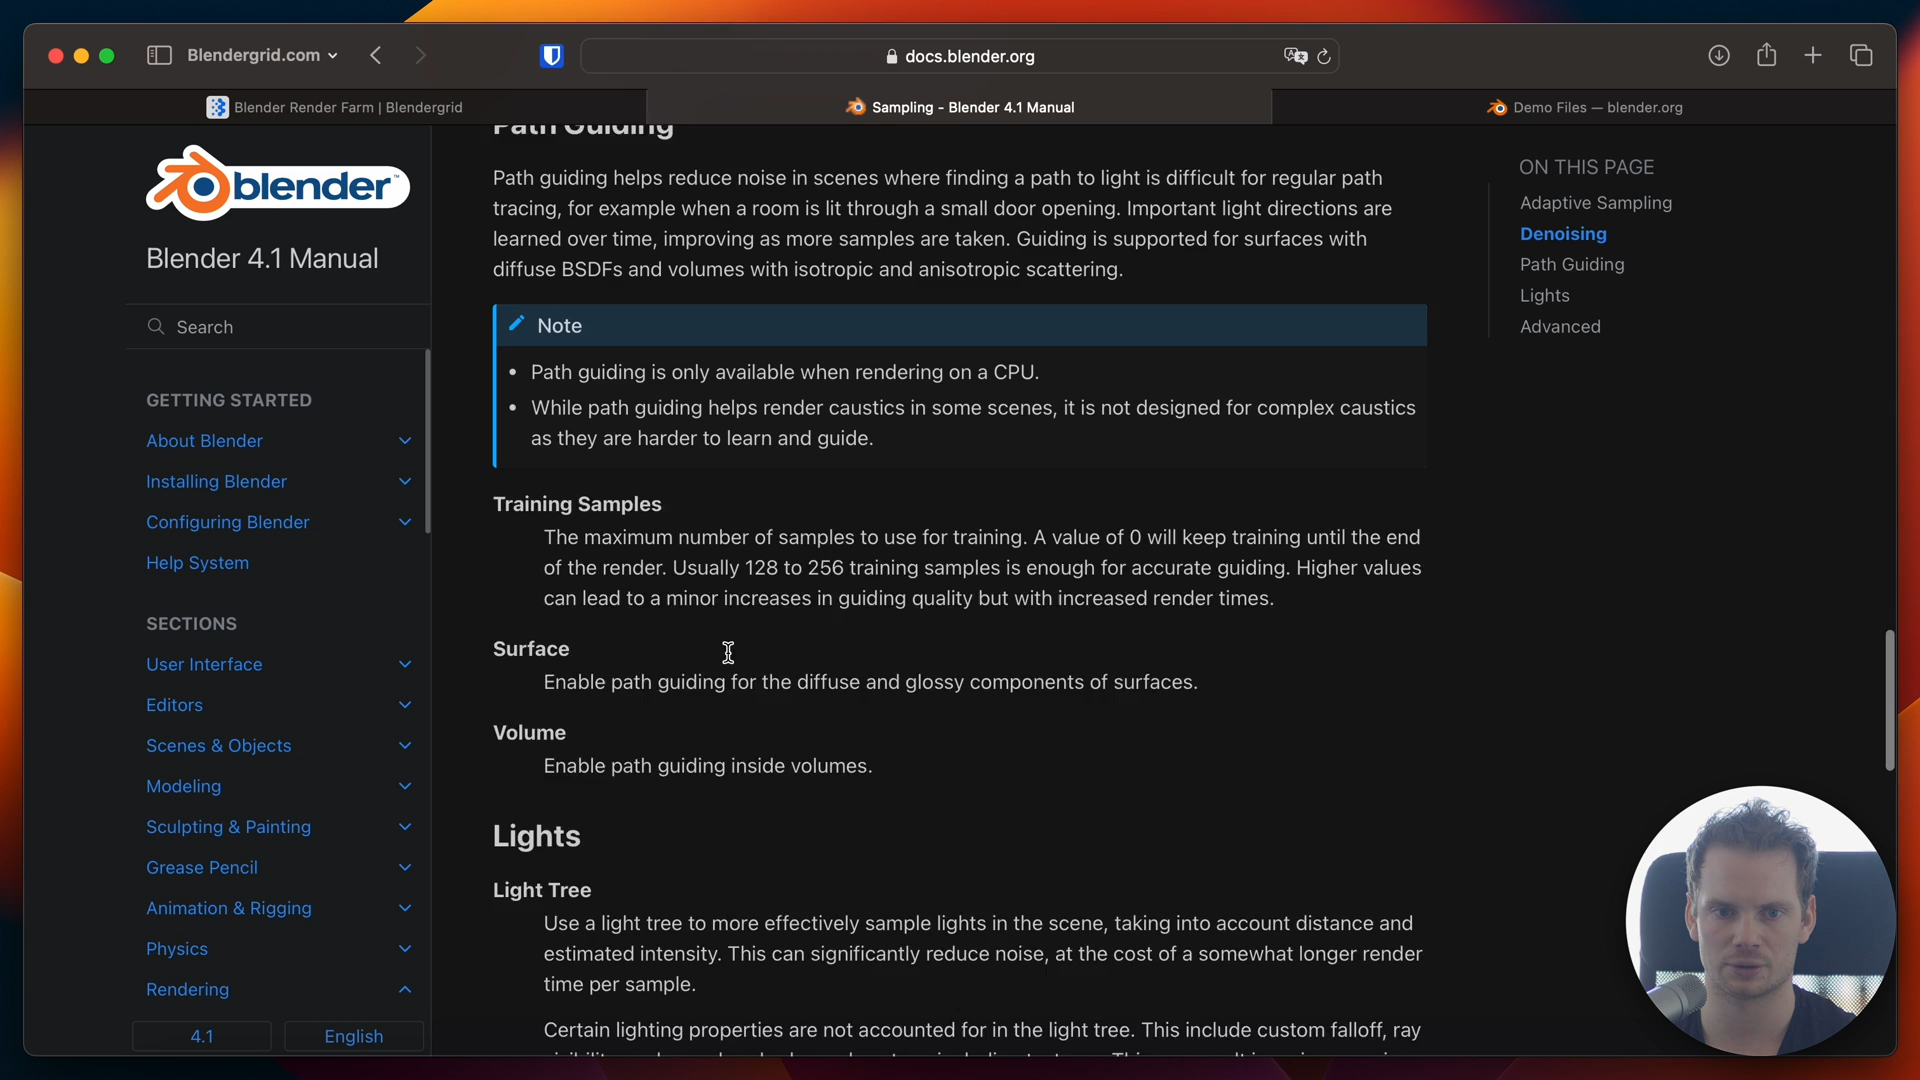 Blendergrid.com
docs.blender.org
Blender Render Farm | Blendergrid
Sampling - Blender 4.1 Manual
Demo Files — blender.org
blender™
Blender 4.1 Manual
Search
GETTING STARTED
About Blender
Installing Blender
Configuring Blender
Help System
SECTIONS
User Interface
Editors
Scenes & Objects
Modeling
Sculpting & Painting
Grease Pencil
Animation & Rigging
Physics
Rendering
4.1
English
Path Guiding
Path guiding helps reduce noise in scenes where finding a path to light is difficult for regular path
tracing, for example when a room is lit through a small door opening. Important light directions are
learned over time, improving as more samples are taken. Guiding is supported for surfaces with
diffuse BSDFs and volumes with isotropic and anisotropic scattering.
Note
• Path guiding is only available when rendering on a CPU.
• While path guiding helps render caustics in some scenes, it is not designed for complex caustics
as they are harder to learn and guide.
Training Samples
The maximum number of samples to use for training. A value of 0 will keep training until the end
of the render. Usually 128 to 256 training samples is enough for accurate guiding. Higher values
can lead to a minor increases in guiding quality but with increased render times.
Surface
Enable path guiding for the diffuse and glossy components of surfaces.
Volume
Enable path guiding inside volumes.
Lights
Light Tree
Use a light tree to more effectively sample lights in the scene, taking into account distance and
estimated intensity. This can significantly reduce noise, at the cost of a somewhat longer render
time per sample.
Certain lighting properties are not accounted for in the light tree. This include custom falloff, ray
ON THIS PAGE
Adaptive Sampling
Denoising
Path Guiding
Lights
Advanced